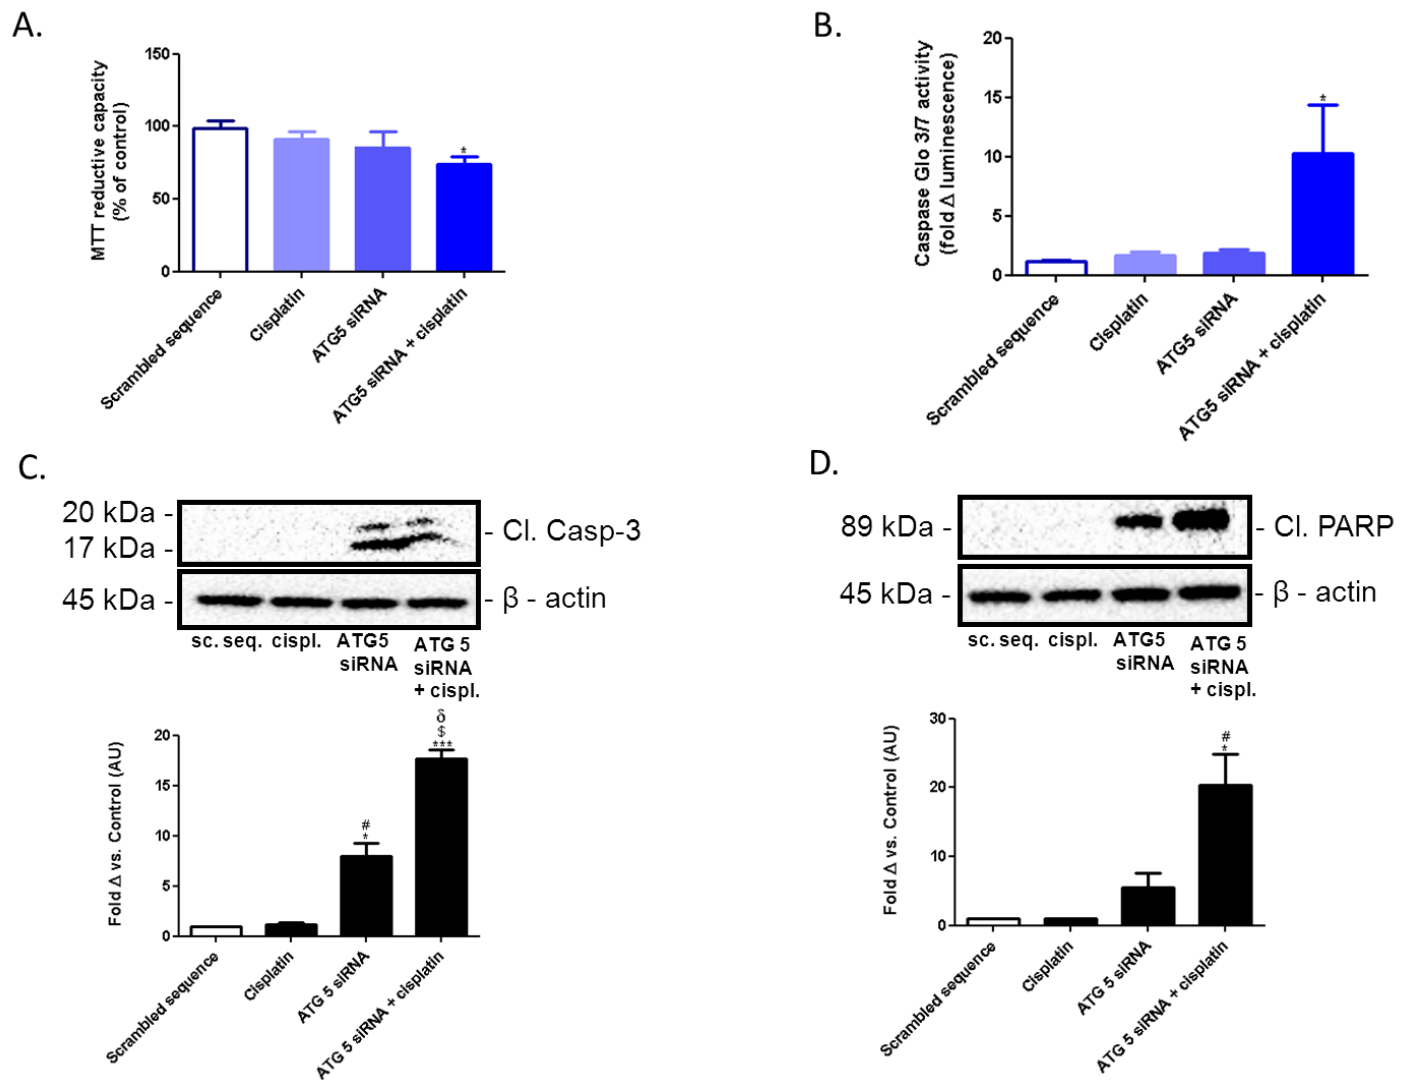 A.
MTT reductive capacity
(% of control)
150
100
50
0
*
Scrambled sequence
Cisplatin
ATG5 siRNA
ATG5 siRNA + cisplatin
B.
Caspase Glo 3/7 activity
(fold Δ luminescence)
20
15
10
5
0
*
Scrambled sequence
Cisplatin
ATG5 siRNA
ATG5 siRNA + cisplatin
C.
20 kDa -
17 kDa -
- Cl. Casp-3
45 kDa -
- β - actin
sc. seq. cispl. ATG5 siRNA ATG 5 siRNA + cispl.
Fold Δ vs. Control (AU)
20
15
10
5
0
#
*
δ
$
***
Scrambled sequence
Cisplatin
ATG 5 siRNA
ATG 5 siRNA + cisplatin
D.
89 kDa -
- Cl. PARP
45 kDa -
- β - actin
sc. seq. cispl. ATG5 siRNA ATG 5 siRNA + cispl.
Fold Δ vs. Control (AU)
30
20
10
0
#
*
Scrambled sequence
Cisplatin
ATG 5 siRNA
ATG 5 siRNA + cisplatin